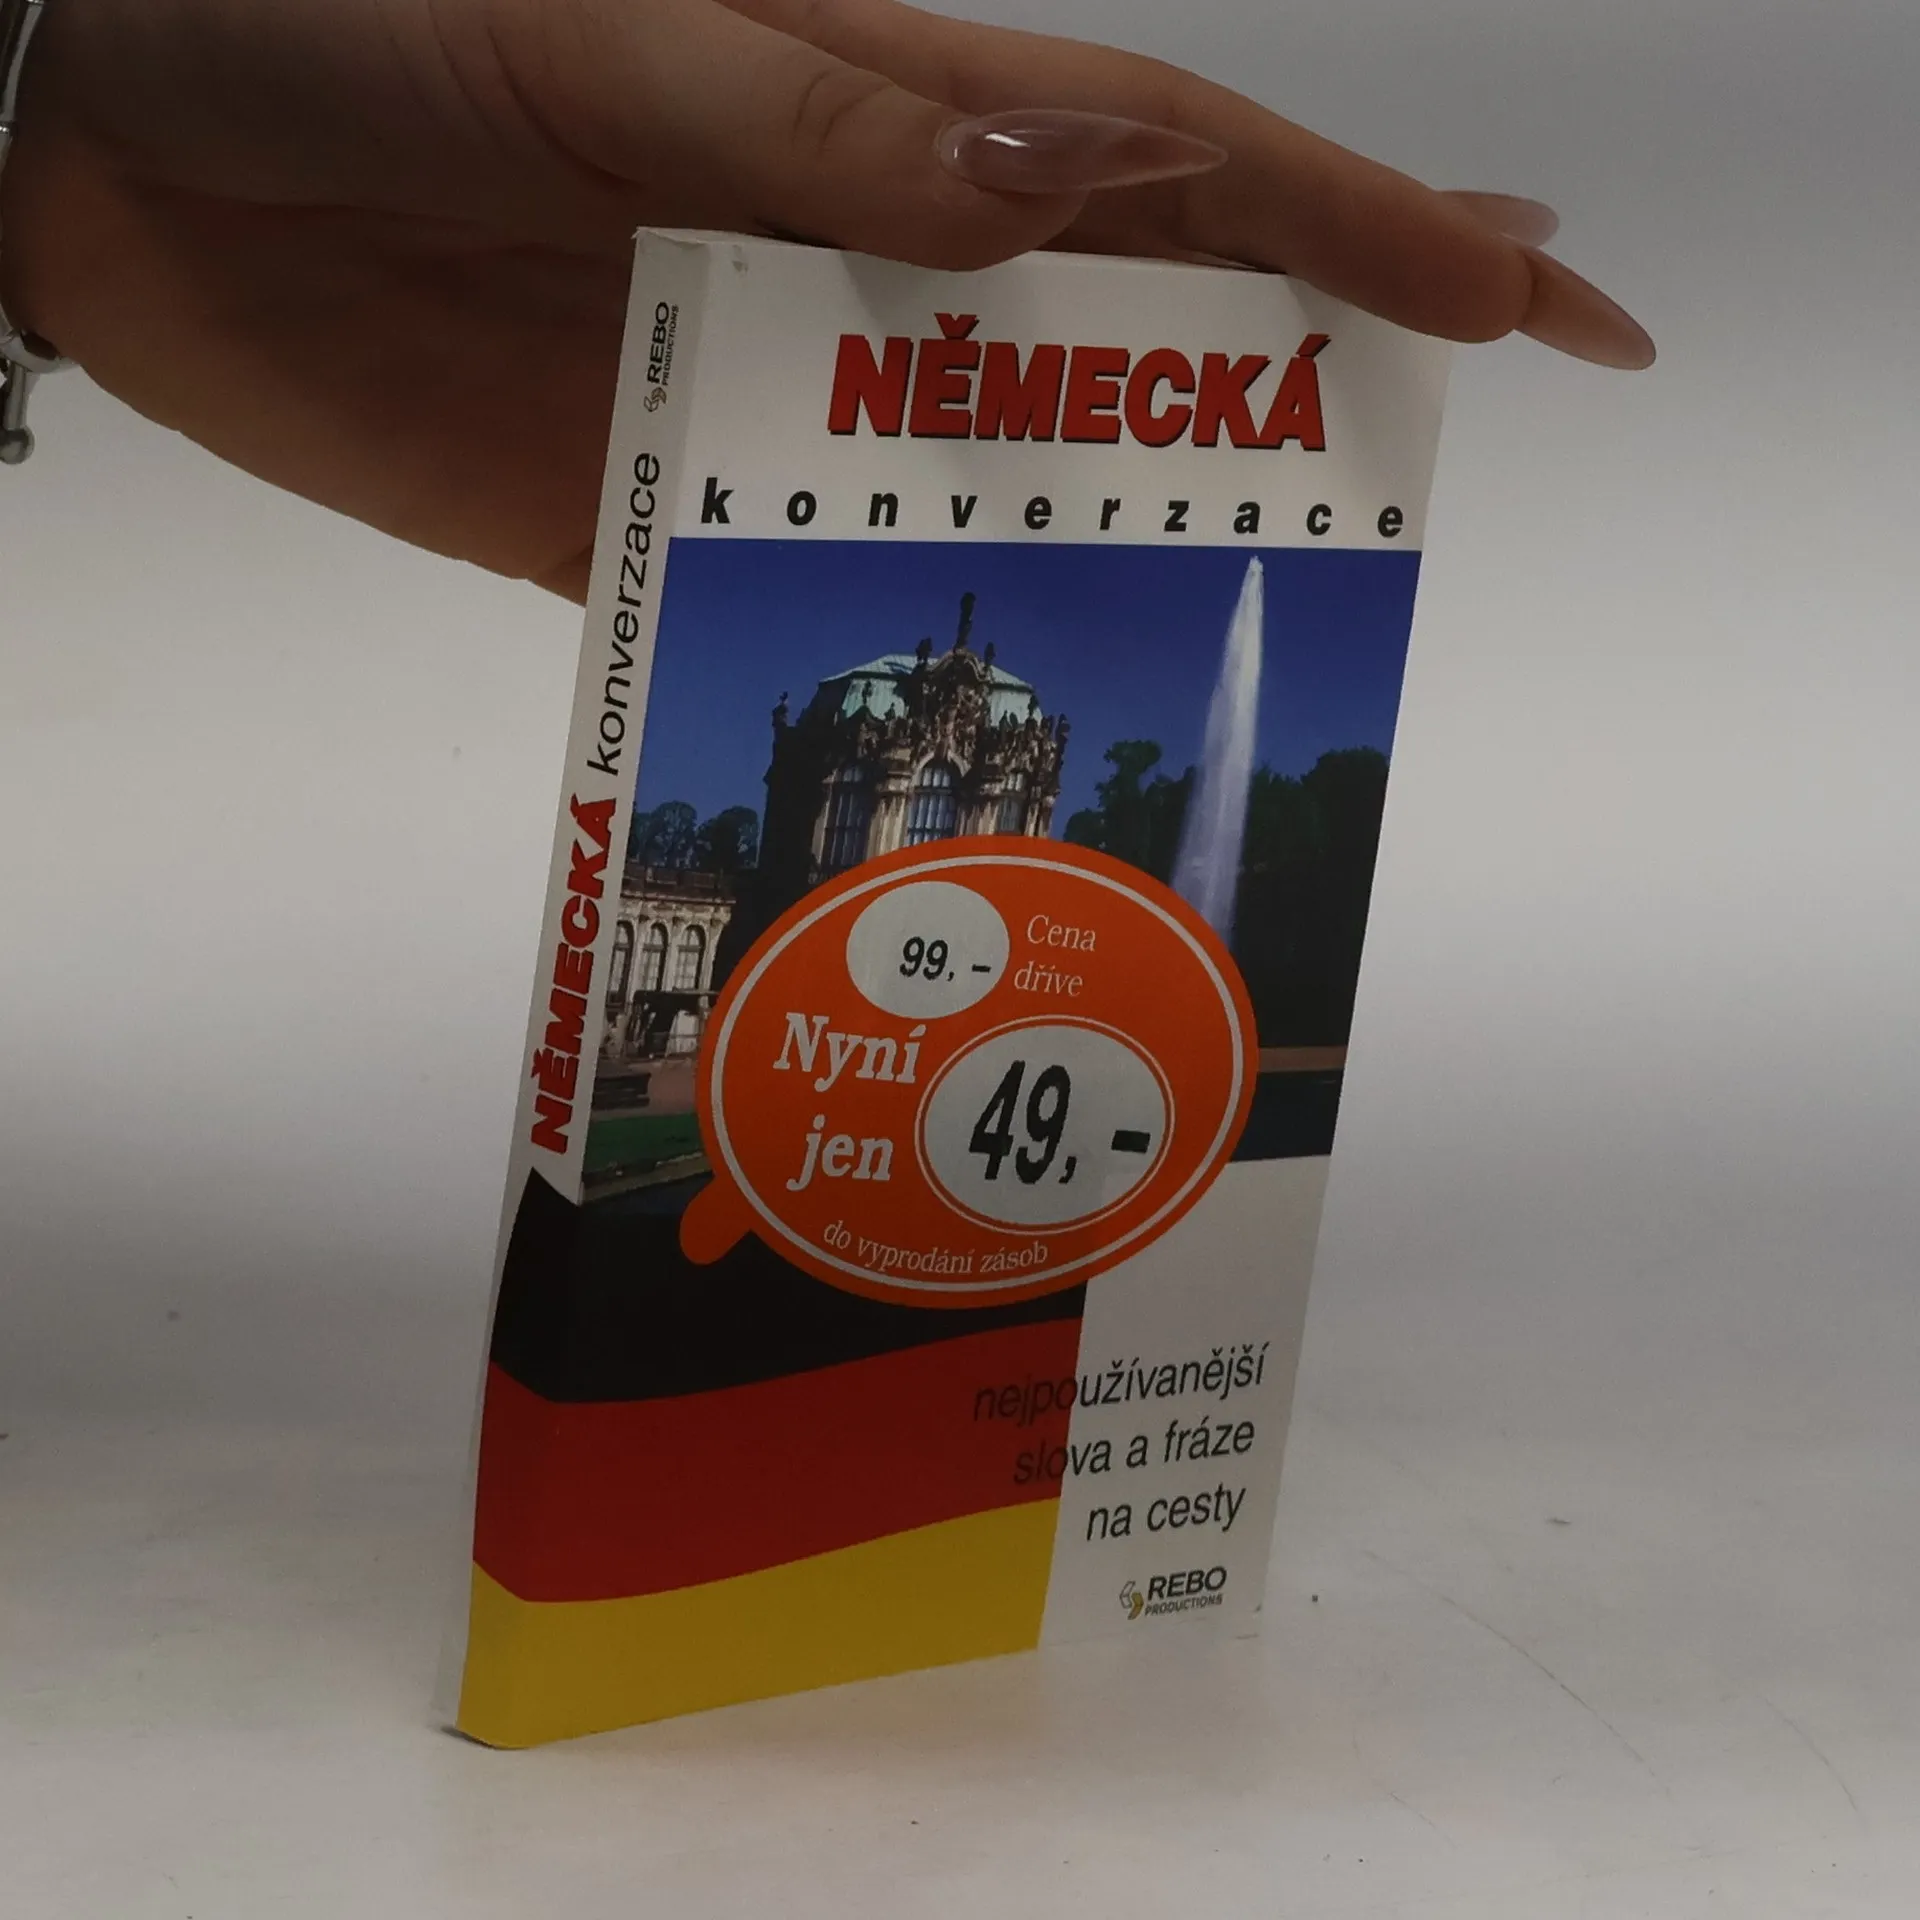 NĚMECKÁ
konverzace
99,-
Cena
dříve
Nyní
jen
49,-
do vyprodání zásob
nejpoužívanější
slova a fráze
na cesty
REBO
PRODUCTIONS
NĚMECKÁ konverzace
REBO
PRODUCTIONS